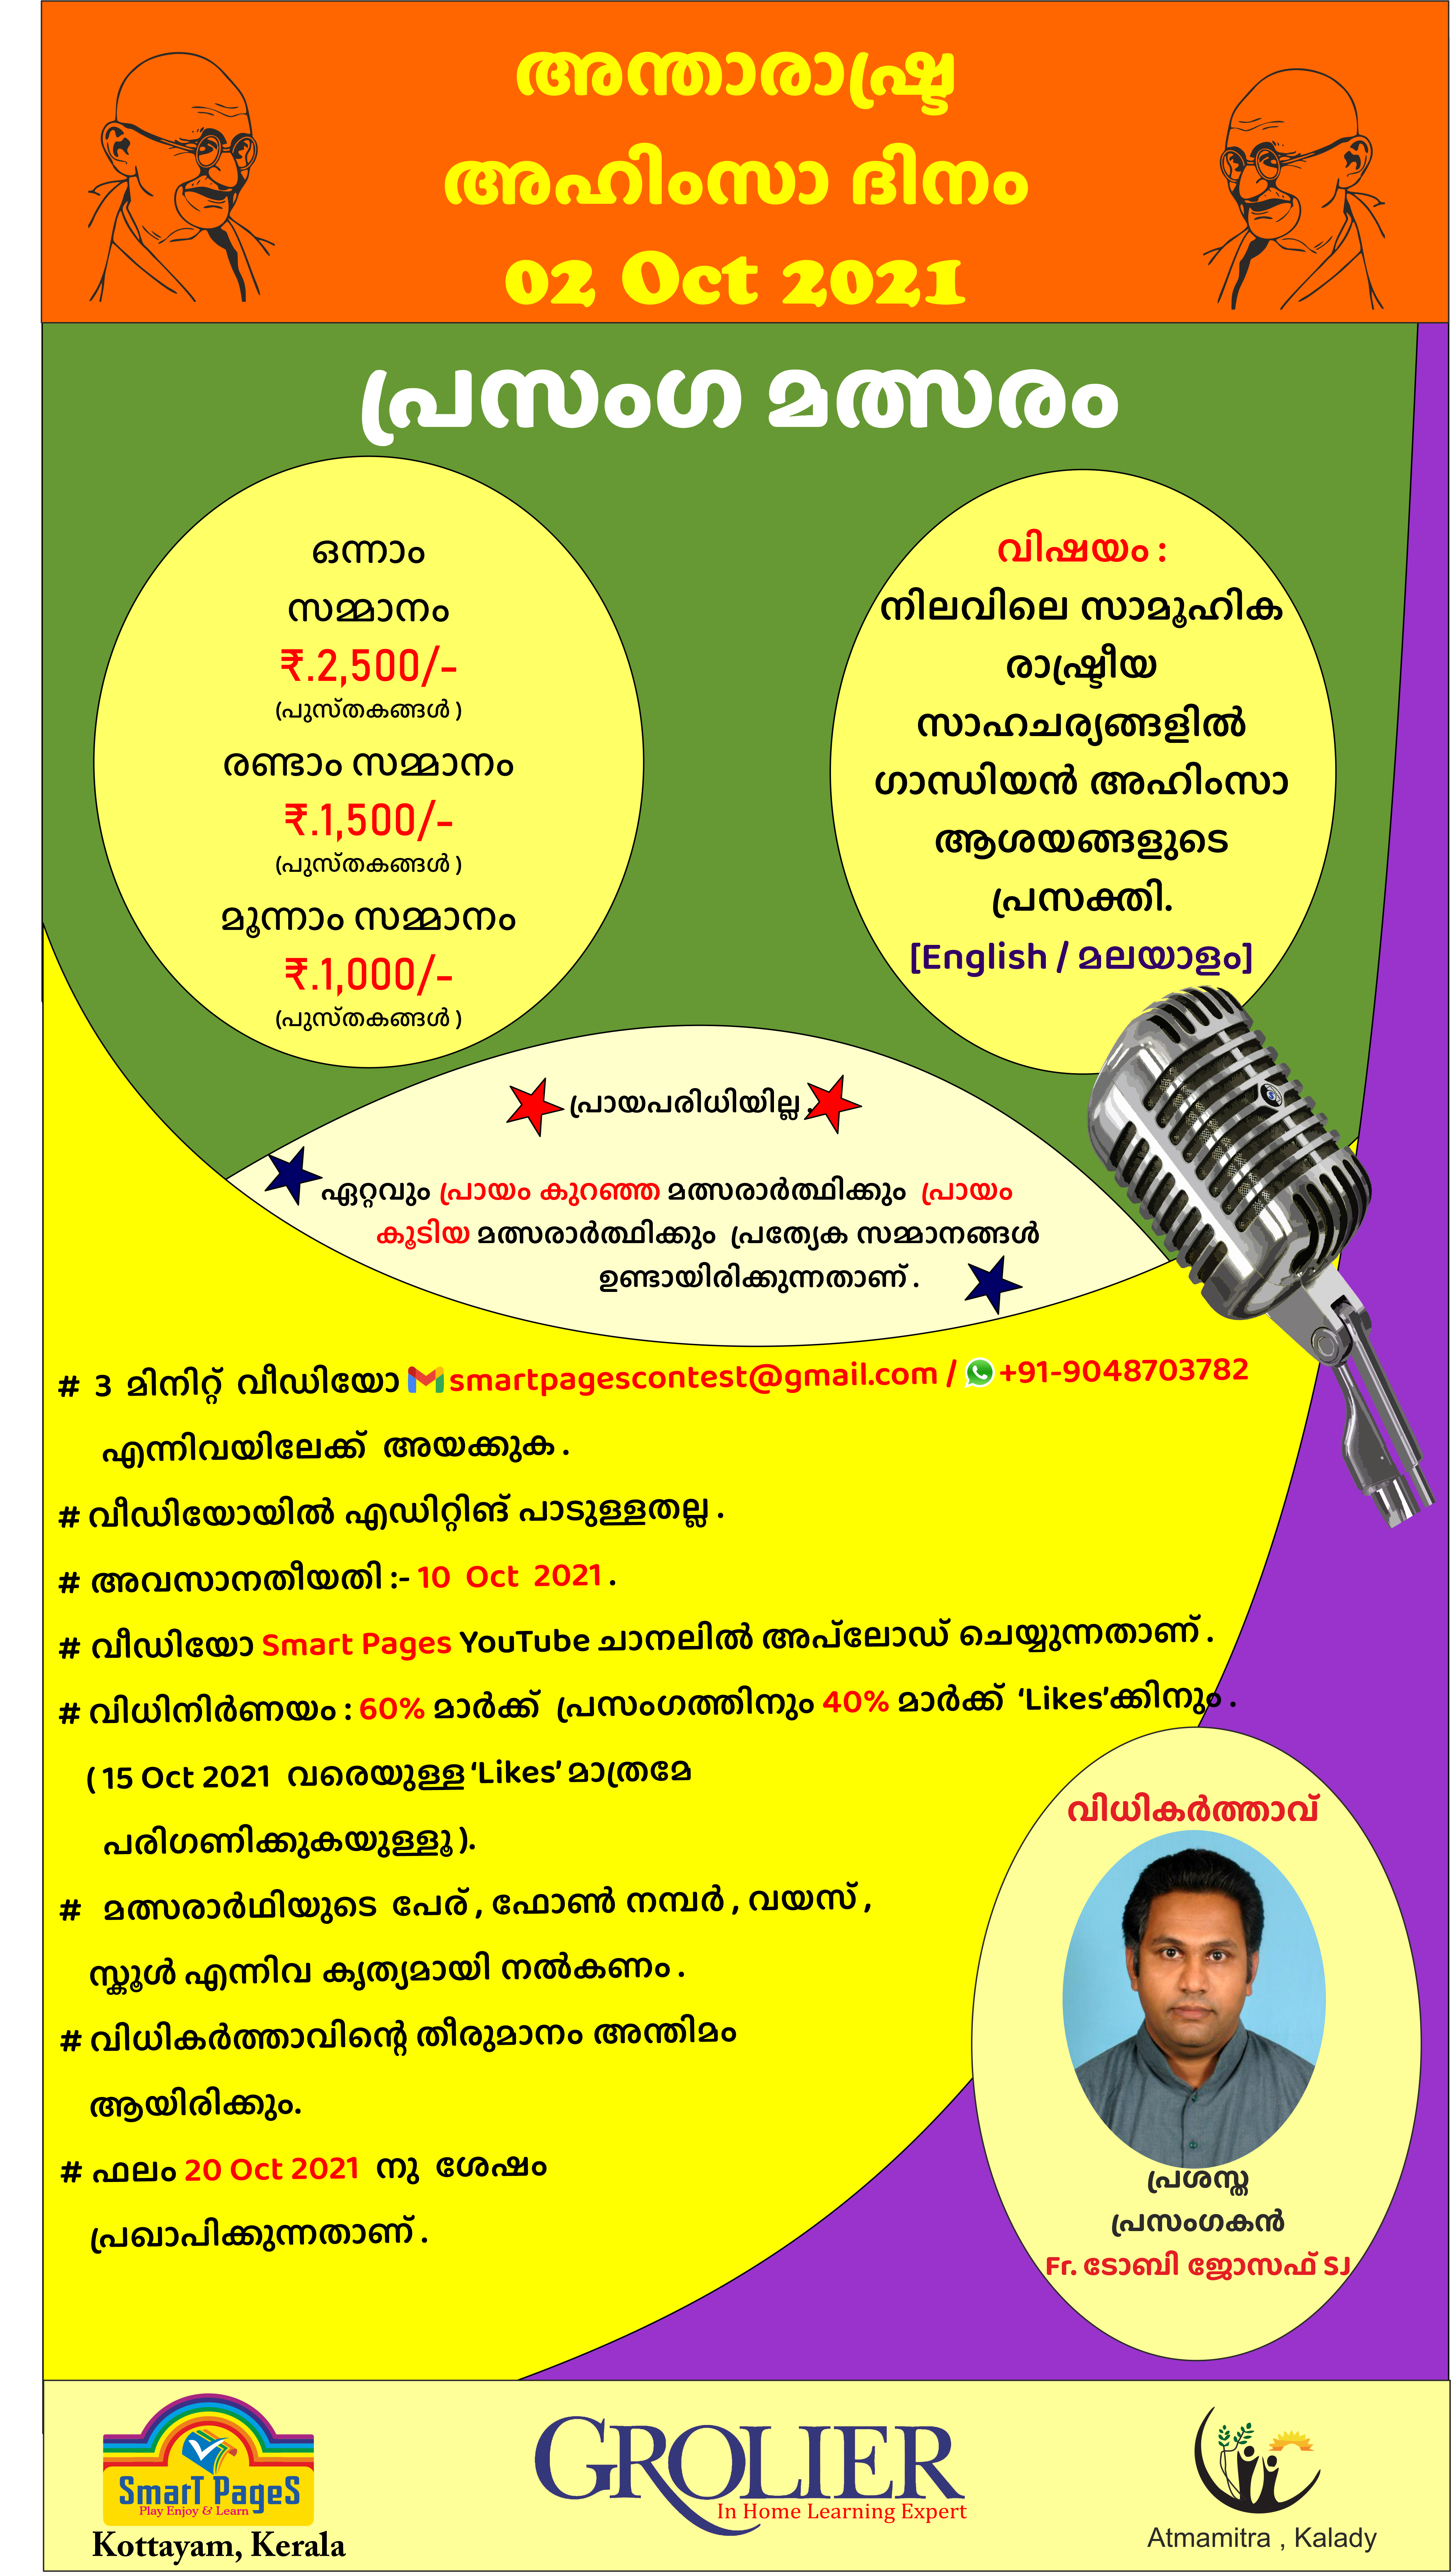 അന്താരാഷ്ട്ര
അഹിംസാ ദിനം
02 Oct 2021
പ്രസംഗ മത്സരം
ഒന്നാം
സമ്മാനം
₹.2,500/-
(പുസ്തകങ്ങൾ )
രണ്ടാം സമ്മാനം
₹.1,500/-
(പുസ്തകങ്ങൾ )
മൂന്നാം സമ്മാനം
₹.1,000/-
(പുസ്തകങ്ങൾ )
വിഷയം :
നിലവിലെ സാമൂഹിക
രാഷ്ട്രീയ
സാഹചര്യങ്ങളിൽ
ഗാന്ധിയൻ അഹിംസാ
ആശയങ്ങളുടെ
പ്രസക്തി.
[English / മലയാളം]
പ്രായപരിധിയില്ല .
ഏറ്റവും പ്രായം കുറഞ്ഞ മത്സരാർത്ഥിക്കും പ്രായം
കൂടിയ മത്സരാർത്ഥിക്കും പ്രത്യേക സമ്മാനങ്ങൾ
ഉണ്ടായിരിക്കുന്നതാണ് .
# 3 മിനിറ്റ് വീഡിയോ smartpagescontest@gmail.com / +91-9048703782
എന്നിവയിലേക്ക് അയക്കുക .
# വീഡിയോയിൽ എഡിറ്റിങ് പാടുള്ളതല്ല .
# അവസാനതീയതി :- 10 Oct 2021 .
# വീഡിയോ Smart Pages YouTube ചാനലിൽ അപ്‌ലോഡ് ചെയ്യുന്നതാണ് .
# വിധിനിർണയം : 60% മാർക്ക് പ്രസംഗത്തിനും 40% മാർക്ക് ‘Likes’ക്കിനും .
( 15 Oct 2021 വരെയുള്ള ‘Likes’ മാത്രമേ
പരിഗണിക്കുകയുള്ളൂ ).
# മത്സരാർഥിയുടെ പേര് , ഫോൺ നമ്പർ , വയസ് ,
സ്കൂൾ എന്നിവ കൃത്യമായി നൽകണം .
# വിധികർത്താവിന്റെ തീരുമാനം അന്തിമം
ആയിരിക്കും.
# ഫലം 20 Oct 2021 നു ശേഷം
പ്രഖാപിക്കുന്നതാണ് .
വിധികർത്താവ്
പ്രശസ്ത
പ്രസംഗകൻ
Fr. ടോബി ജോസഫ് SJ
SmarT PageS
Play Enjoy & Learn
Kottayam, Kerala
GROLIER
In Home Learning Expert
Atmamitra , Kalady